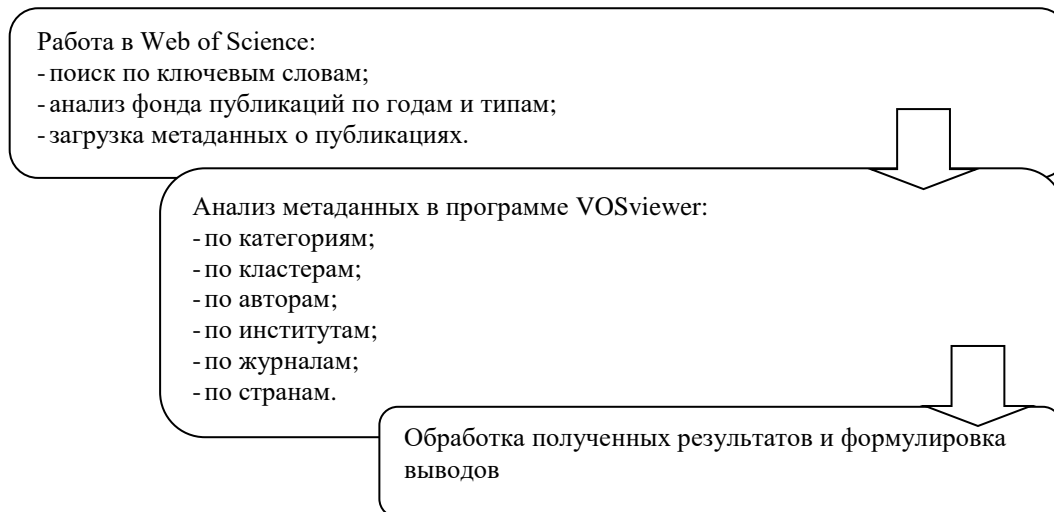 Работа в Web of Science:
- поиск по ключевым словам;
- анализ фонда публикаций по годам и типам;
- загрузка метаданных о публикациях.
Анализ метаданных в программе VOSviewer:
- по категориям;
- по кластерам;
- по авторам;
- по институтам;
- по журналам;
- по странам.
Обработка полученных результатов и формулировка
выводов